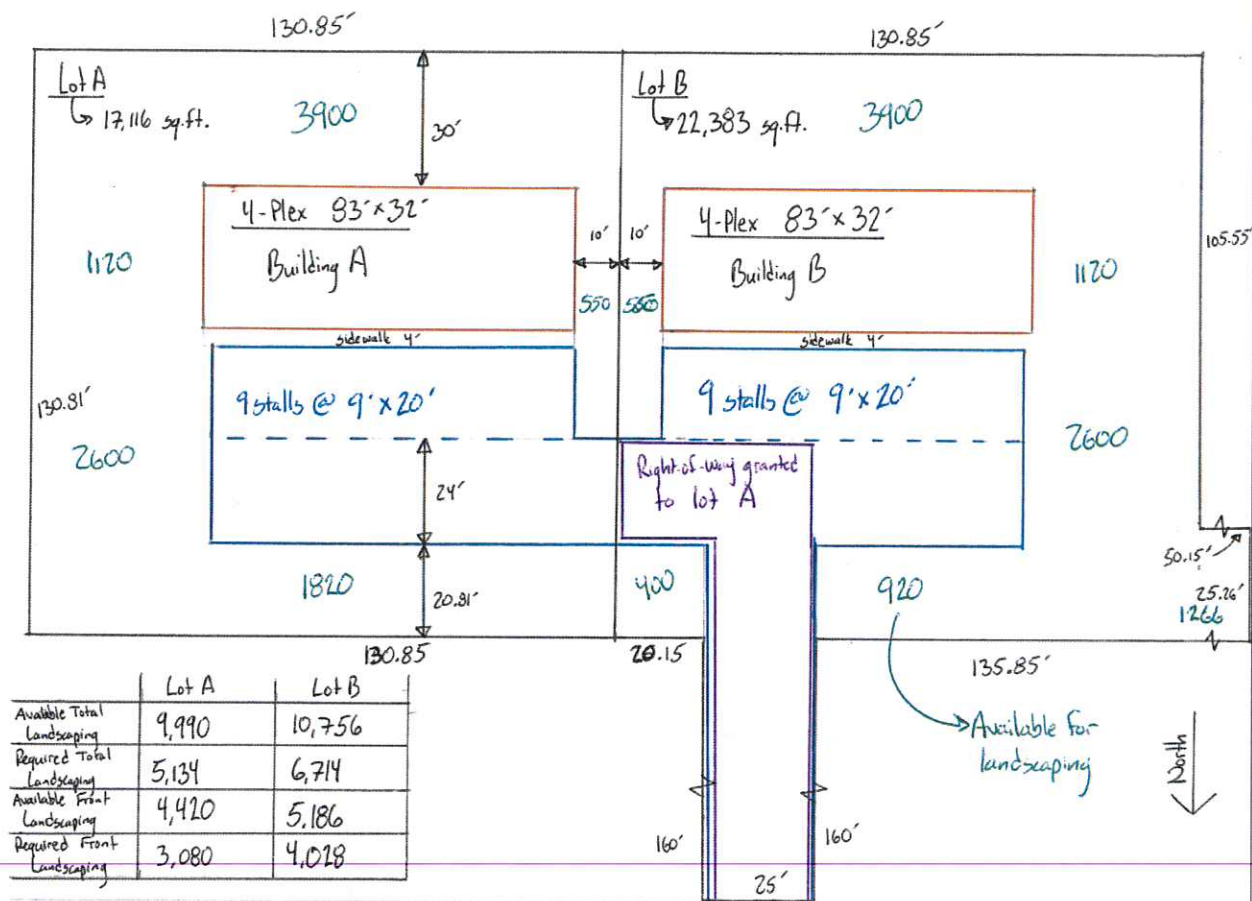 130.85'
130.85'
Lot A
17,116 sq.ft.
3900
30'
Lot B
22,383 sq.ft.
3900
4-Plex 83'x32'
Building A
10'
10'
4-Plex 83'x32'
Building B
105.55'
1120
550
550
1120
sidewalk 4'
sidewalk 4'
130.81'
9 stalls @ 9'x20'
9 stalls @ 9'x20'
2600
2600
Right-of-way granted
to lot A
24'
50.15'
1820
20.81'
400
920
25.26'
1266
130.85
20.15
135.85'
Lot A
Lot B
Available Total
Landscaping
9,990
10,756
Required Total
Landscaping
5,134
6,714
Available Front
Landscaping
4,420
5,186
Required Front
Landscaping
3,080
4,028
Available for
landscaping
North
160'
160'
25'